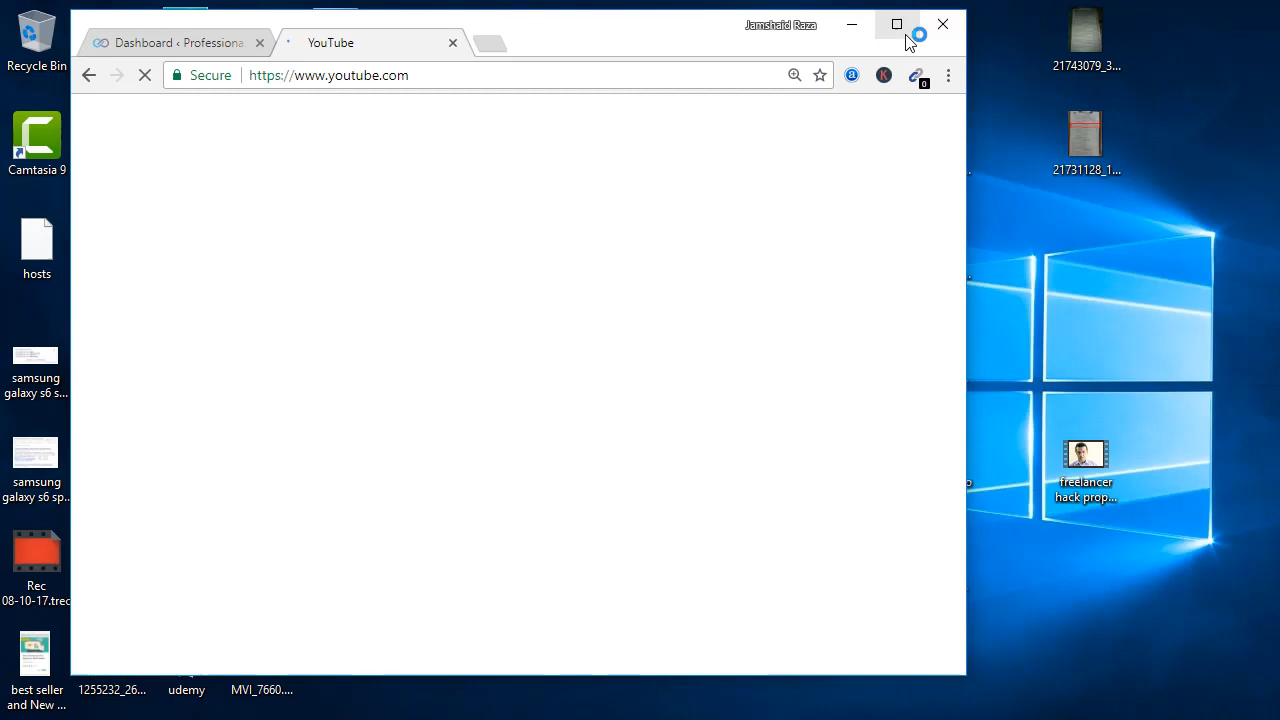 Jamshaid Raza
Dashboard ‹ Professiona
YouTube
Secure
https://www.youtube.com
a
K
0
Recycle Bin
Camtasia 9
hosts
samsung
galaxy s6 s...
samsung
galaxy s6 sp...
Rec
08-10-17.trec
best seller
and New ...
1255232_26...
udemy
MVI_7660....
21743079_3...
21731128_1...
freelancer
hack prop...